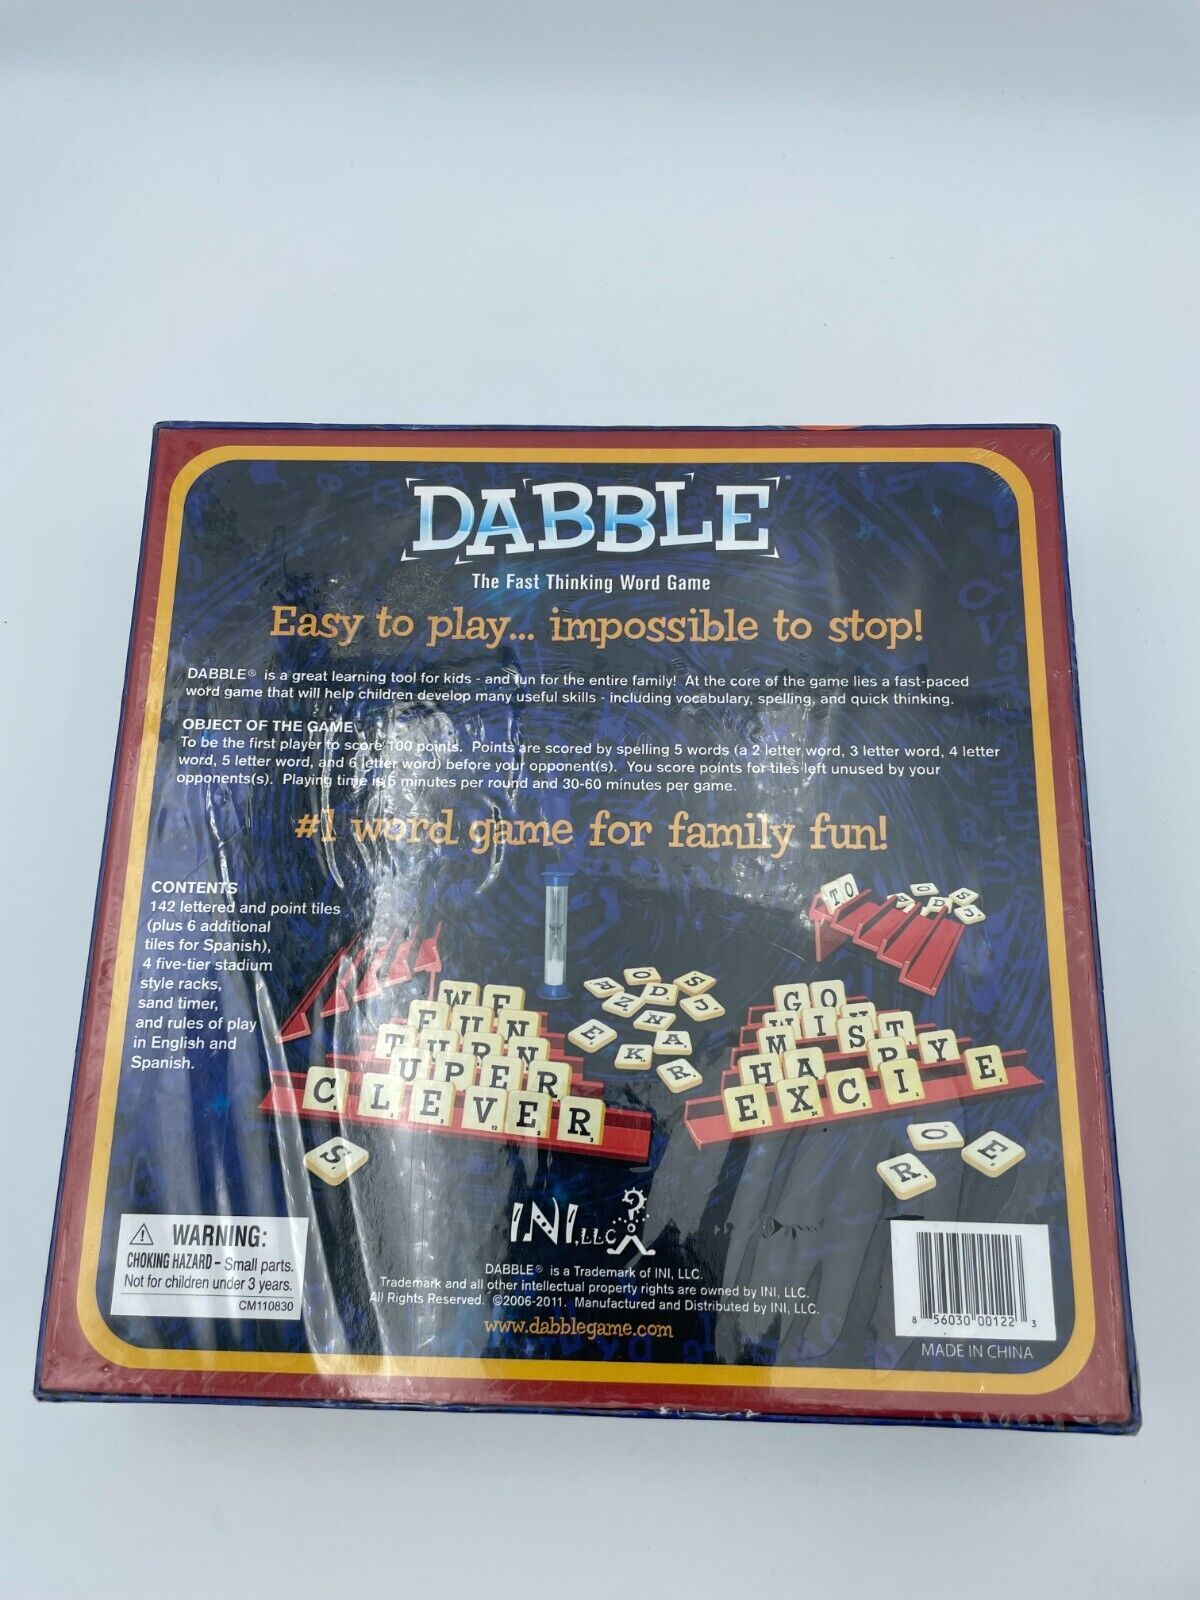 DABBLE®
The Fast Thinking Word Game
Easy to play... impossible to stop!
DABBLE® is a great learning tool for kids - and fun for the entire family! At the core of the game lies a fast-paced
word game that will help children develop many useful skills - including vocabulary, spelling, and quick thinking.
OBJECT OF THE GAME
To be the first player to score 100 points. Points are scored by spelling 5 words (a 2 letter word, 3 letter word, 4 letter
word, 5 letter word, and 6 letter word) before your opponent(s). You score points for tiles left unused by your
opponents(s). Playing time is 5 minutes per round and 30-60 minutes per game.
#1 word game for family fun!
CONTENTS
142 lettered and point tiles
(plus 6 additional
tiles for Spanish),
4 five-tier stadium
style racks,
sand timer,
and rules of play
in English and
Spanish.
WE
FUN
TURN
UPER
CLEVER
S
O S
A Z D J
E N A
K R
TO
GO
WIST
HA PYE
EXCI E
O
R E
INI, LLC
WARNING:
CHOKING HAZARD – Small parts.
Not for children under 3 years.
CM110830
DABBLE® is a Trademark of INI, LLC.
Trademark and all other intellectual property rights are owned by INI, LLC.
All Rights Reserved. ©2006-2011. Manufactured and Distributed by INI, LLC.
www.dabblegame.com
8 56030 00122 3
MADE IN CHINA